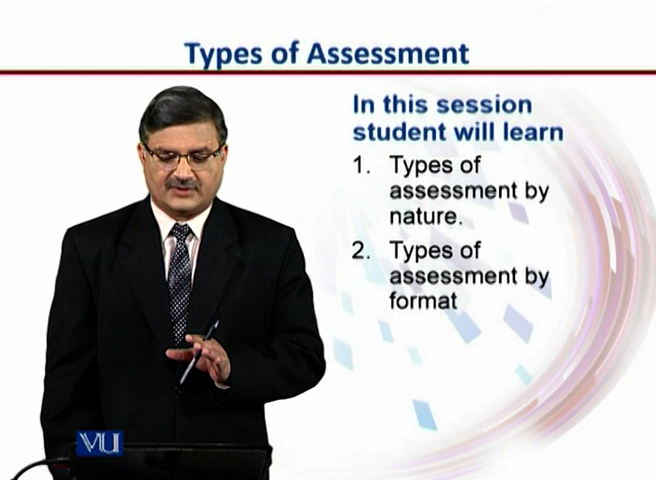 Types of Assessment
In this session
student will learn
1. Types of
assessment by
nature.
2. Types of
assessment by
format
VU